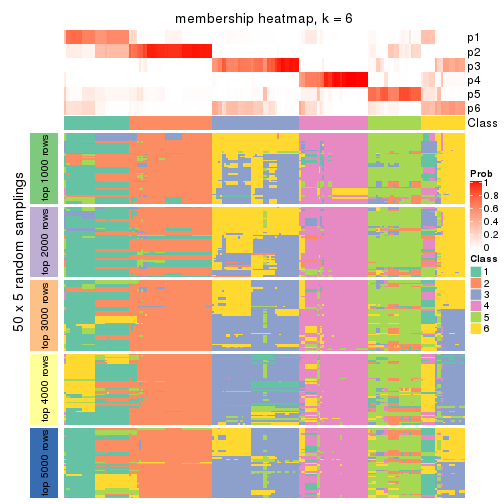 membership heatmap, k = 6
p1
p2
p3
p4
p5
p6
Class
50 x 5 random samplings
top 1000 rows
top 2000 rows
top 3000 rows
top 4000 rows
top 5000 rows
Prob
1
0.8
0.6
0.4
0.2
0
Class
1
2
3
4
5
6